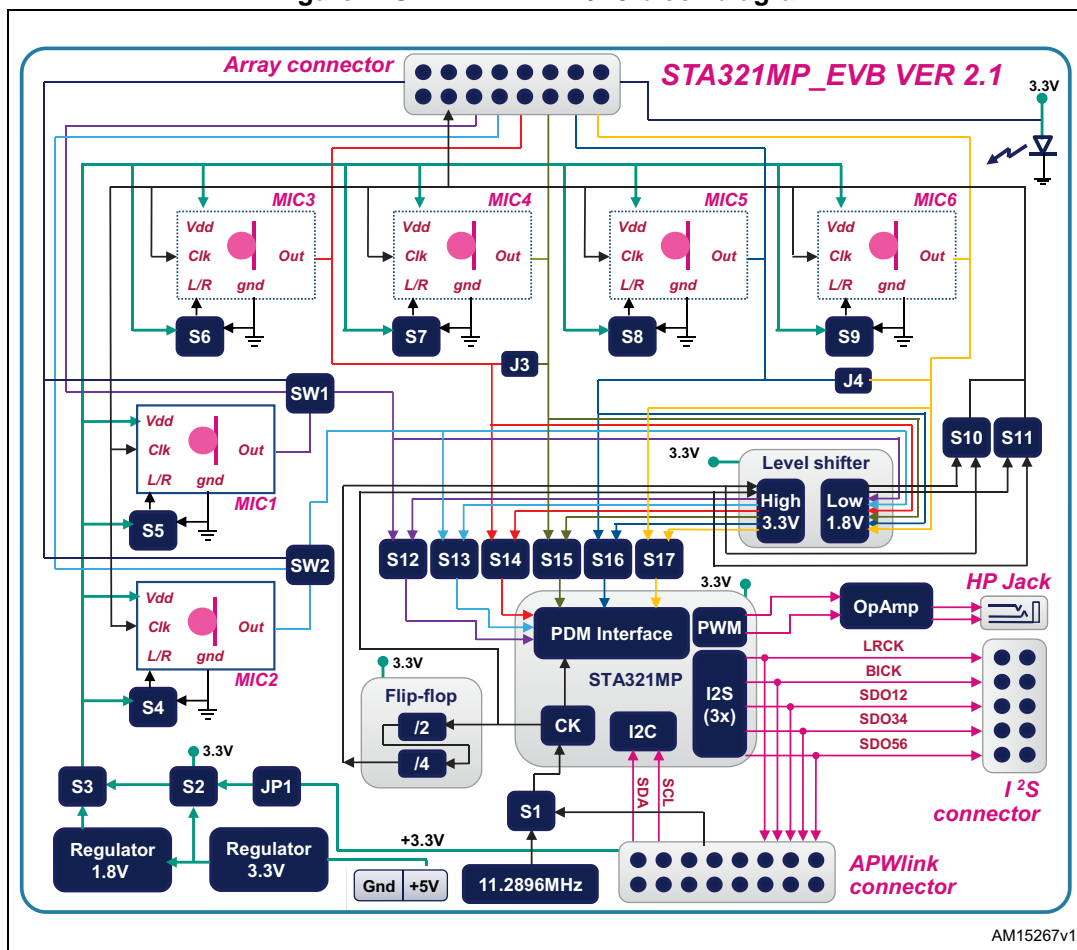 Array connector
STA321MP_EVB VER 2.1
3.3V
MIC3
MIC4
MIC5
MIC6
Vdd
Clk
Out
L/R
gnd
Vdd
Clk
Out
L/R
gnd
Vdd
Clk
Out
L/R
gnd
Vdd
Clk
Out
L/R
gnd
S6
S7
S8
S9
J3
J4
SW1
Vdd
Clk
Out
L/R
gnd
MIC1
S5
S10
S11
3.3V
Level shifter
High
3.3V
Low
1.8V
SW2
S12
S13
S14
S15
S16
S17
Vdd
Clk
Out
L/R
gnd
MIC2
S4
3.3V
PDM Interface
PWM
OpAmp
HP Jack
STA321MP
I2S
(3x)
CK
I2C
LRCK
BICK
SDO12
SDO34
SDO56
I ²S
connector
3.3V
Flip-flop
/2
/4
SDA
SCL
3.3V
S3
S2
JP1
S1
+3.3V
Regulator
1.8V
Regulator
3.3V
Gnd
+5V
11.2896MHz
APWlink
connector
AM15267v1